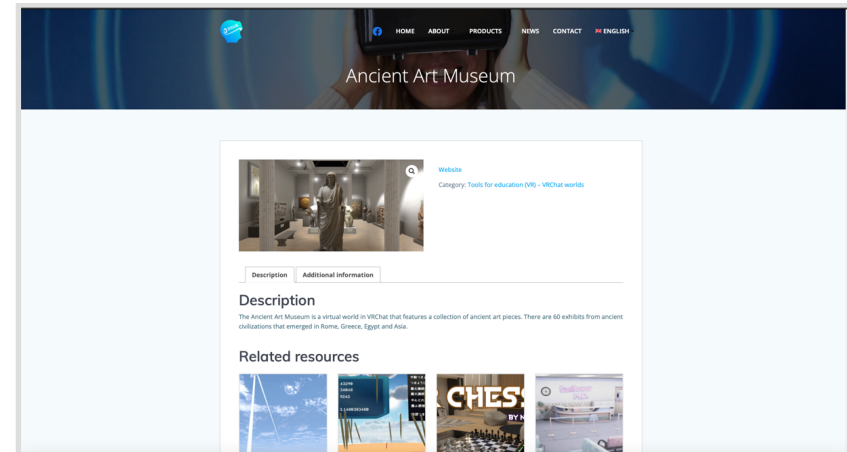 HOME ABOUT PRODUCTS NEWS CONTACT ENGLISH
Ancient Art Museum
Website
Category: Tools for education (VR) – VRChat worlds
Description Additional information
Description
The Ancient Art Museum is a virtual world in VRChat that features a collection of ancient art pieces. There are 60 exhibits from ancient
civilizations that emerged in Rome, Greece, Egypt and Asia.
Related resources
CHESS
BY N